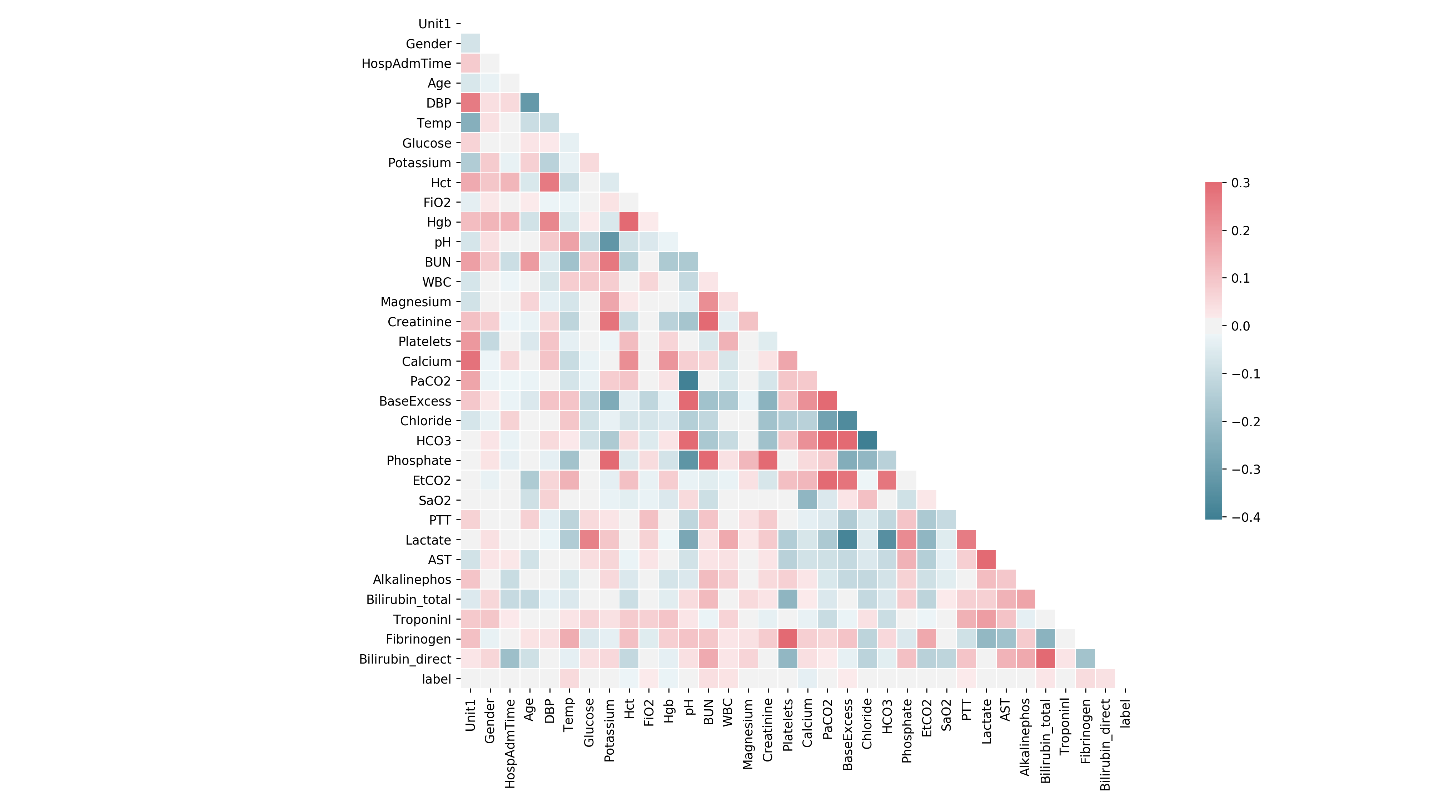 Unit1
Gender
HospAdmTime
Age
DBP
Temp
Glucose
Potassium
Hct
FiO2
Hgb
pH
BUN
WBC
Magnesium
Creatinine
Platelets
Calcium
PaCO2
BaseExcess
Chloride
HCO3
Phosphate
EtCO2
SaO2
PTT
Lactate
AST
Alkalinephos
Bilirubin_total
TroponinI
Fibrinogen
Bilirubin_direct
label
Unit1
Gender
HospAdmTime
Age
DBP
Temp
Glucose
Potassium
Hct
FiO2
Hgb
pH
BUN
WBC
Magnesium
Creatinine
Platelets
Calcium
PaCO2
BaseExcess
Chloride
HCO3
Phosphate
EtCO2
SaO2
PTT
Lactate
AST
Alkalinephos
Bilirubin_total
TroponinI
Fibrinogen
Bilirubin_direct
label
0.3
0.2
0.1
0.0
−0.1
−0.2
−0.3
−0.4